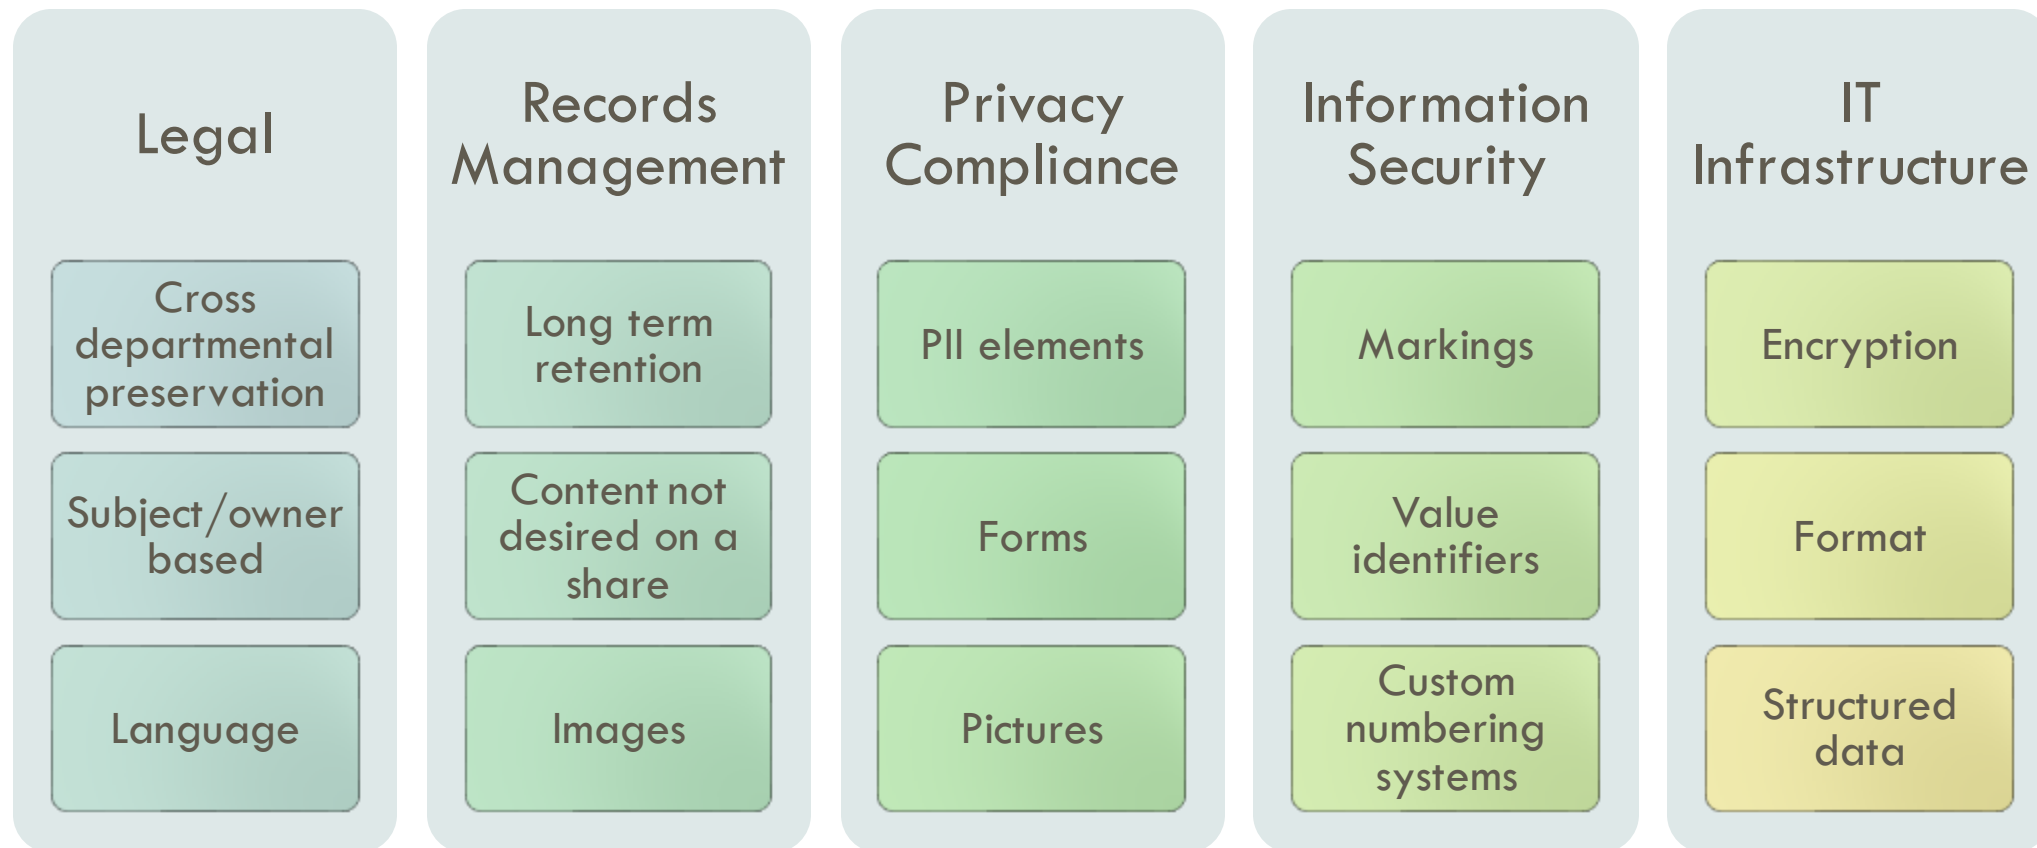 Legal
Cross
departmental
preservation
Subject/owner
based
Language
Records
Management
Long term
retention
Content not
desired on a
share
Images
Privacy
Compliance
PII elements
Forms
Pictures
Information
Security
Markings
Value
identifiers
Custom
numbering
systems
IT
Infrastructure
Encryption
Format
Structured
data